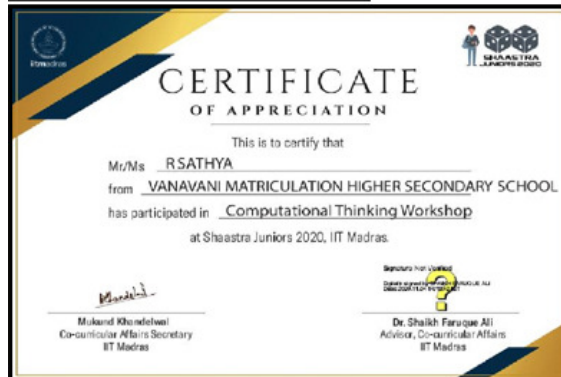 iitmadras
SHAASTRA
JUNIORS 2020
CERTIFICATE
OF APPRECIATION
This is to certify that
Mr/Ms R SATHYA
from VANAVANI MATRICULATION HIGHER SECONDARY SCHOOL
has participated in Computational Thinking Workshop
at Shaastra Juniors 2020, IIT Madras.
Signature Not Verified
?
Mukund Khandelwal
Co-curricular Affairs Secretary
IIT Madras
Dr. Shaikh Faruque Ali
Advisor, Co-curricular Affairs
IIT Madras